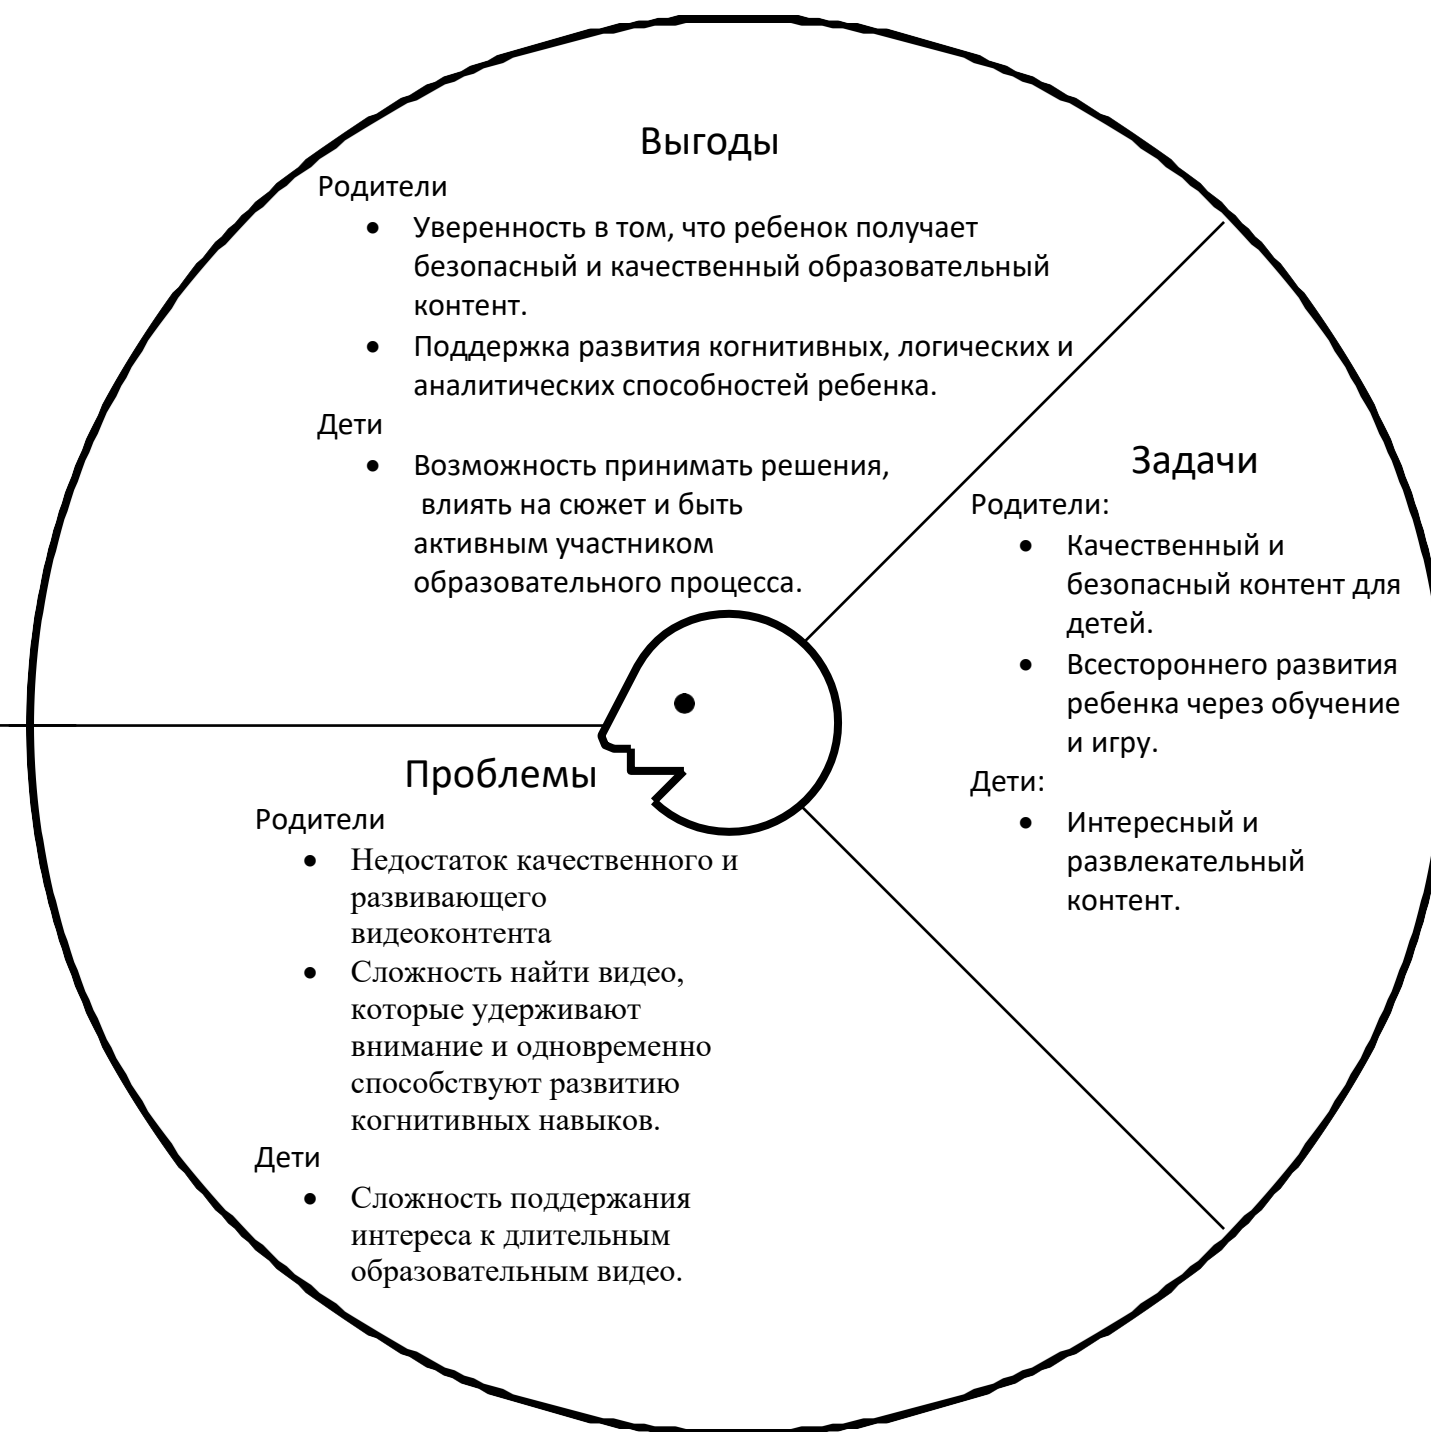 Выгоды
Родители
• Уверенность в том, что ребенок получает
безопасный и качественный образовательный
контент.
• Поддержка развития когнитивных, логических и
аналитических способностей ребенка.
Дети
• Возможность принимать решения,
влиять на сюжет и быть
активным участником
образовательного процесса.
Задачи
Родители:
• Качественный и
безопасный контент для
детей.
• Всестороннего развития
ребенка через обучение
и игру.
Дети:
• Интересный и
развлекательный
контент.
Проблемы
Родители
• Недостаток качественного и
развивающего
видеоконтента
• Сложность найти видео,
которые удерживают
внимание и одновременно
способствуют развитию
когнитивных навыков.
Дети
• Сложность поддержания
интереса к длительным
образовательным видео.